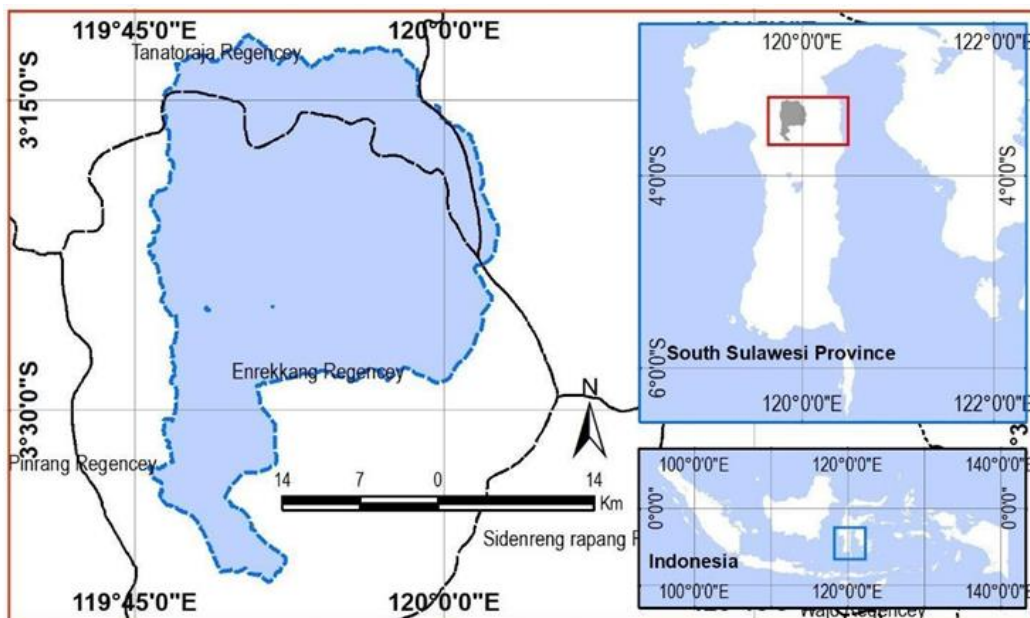 119°45'0"E
120°0'0"E
Tanatoraja Regencey
3°15'0"S
Enrekkang Regencey
3°30'0"S
Pinrang Regencey
N
14
7
0
14
Km
Sidenreng rapang
119°45'0"E
120°0'0"E
120°0'0"E
122°0'0"E
4°0'0"S
4°0'0"S
South Sulawesi Province
6°0'0"S
120°0'0"E
122°0'0"E
100°0'0"E
120°0'0"E
140°0'0"E
0°0'0"
0°0'0"
Indonesia
100°0'0"E
120°0'0"E
140°0'0"E
Regencey